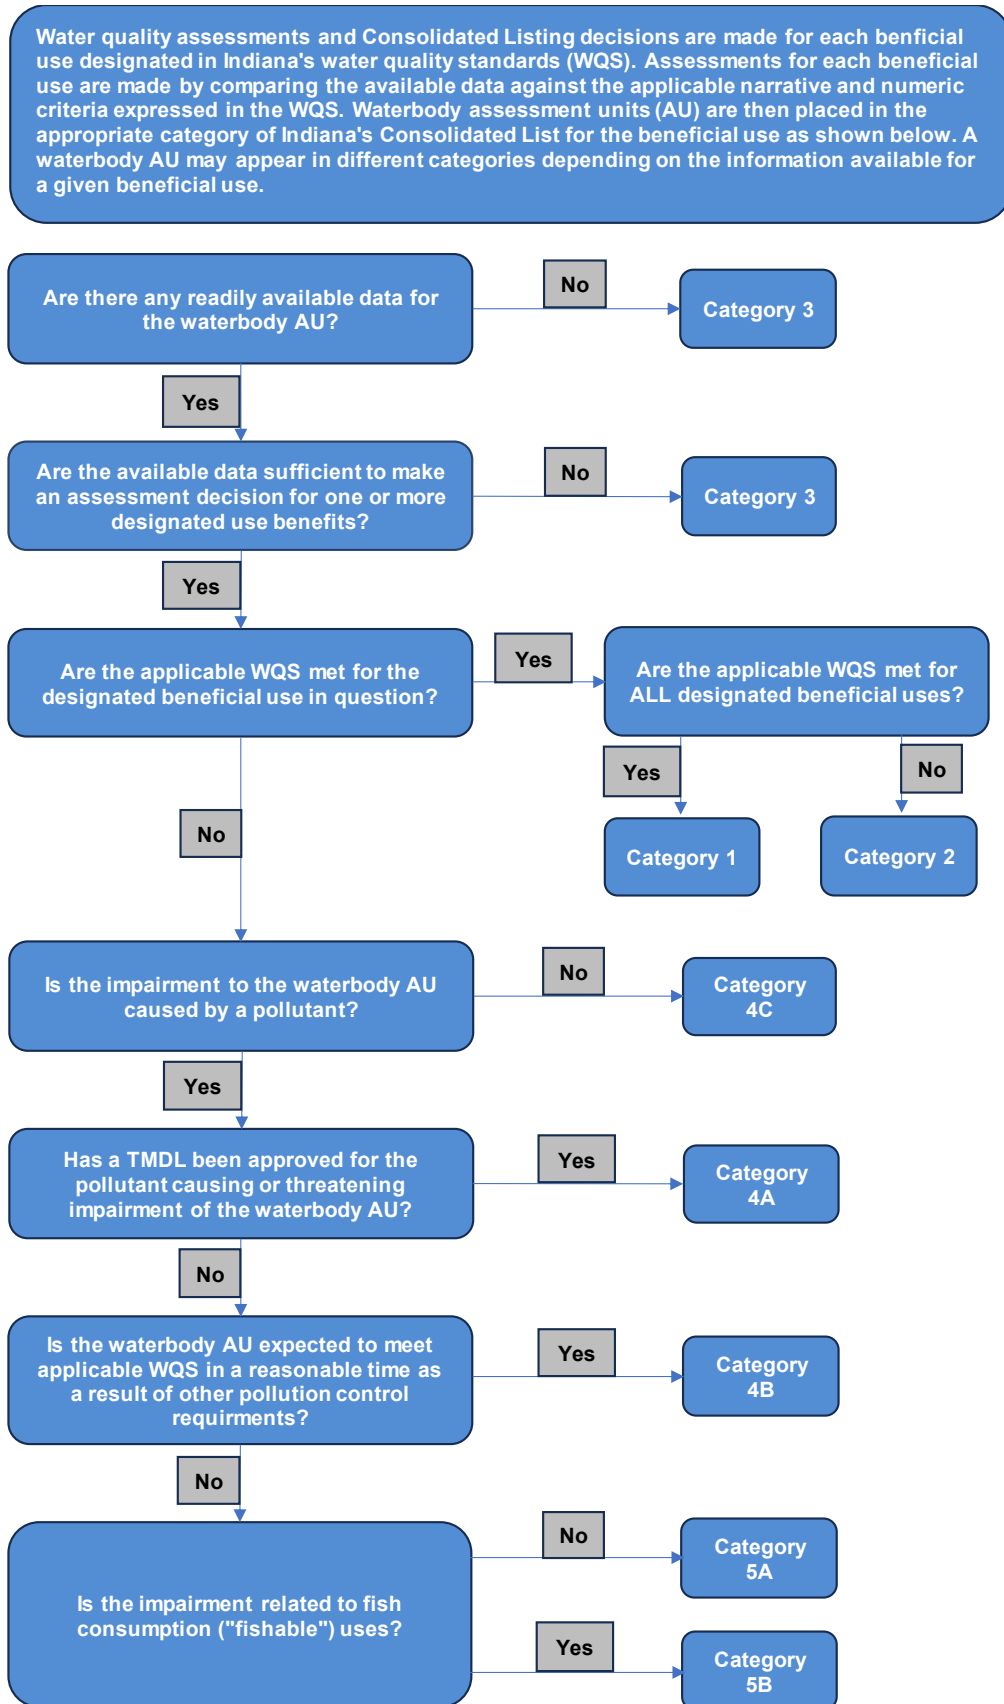 Water quality assessments and Consolidated Listing decisions are made for each benficial
use designated in Indiana's water quality standards (WQS). Assessments for each beneficial
use are made by comparing the available data against the applicable narrative and numeric
criteria expressed in the WQS. Waterbody assessment units (AU) are then placed in the
appropriate category of Indiana's Consolidated List for the beneficial use as shown below. A
waterbody AU may appear in different categories depending on the information available for
a given beneficial use.
Are there any readily available data for
the waterbody AU?
No
Category 3
Yes
Are the available data sufficient to make
an assessment decision for one or more
designated use benefits?
No
Category 3
Yes
Are the applicable WQS met for the
designated beneficial use in question?
Yes
Are the applicable WQS met for
ALL designated beneficial uses?
Yes
No
Category 1
Category 2
No
Is the impairment to the waterbody AU
caused by a pollutant?
No
Category
4C
Yes
Has a TMDL been approved for the
pollutant causing or threatening
impairment of the waterbody AU?
Yes
Category
4A
No
Is the waterbody AU expected to meet
applicable WQS in a reasonable time as
a result of other pollution control
requirments?
Yes
Category
4B
No
Is the impairment related to fish
consumption ("fishable") uses?
No
Category
5A
Yes
Category
5B